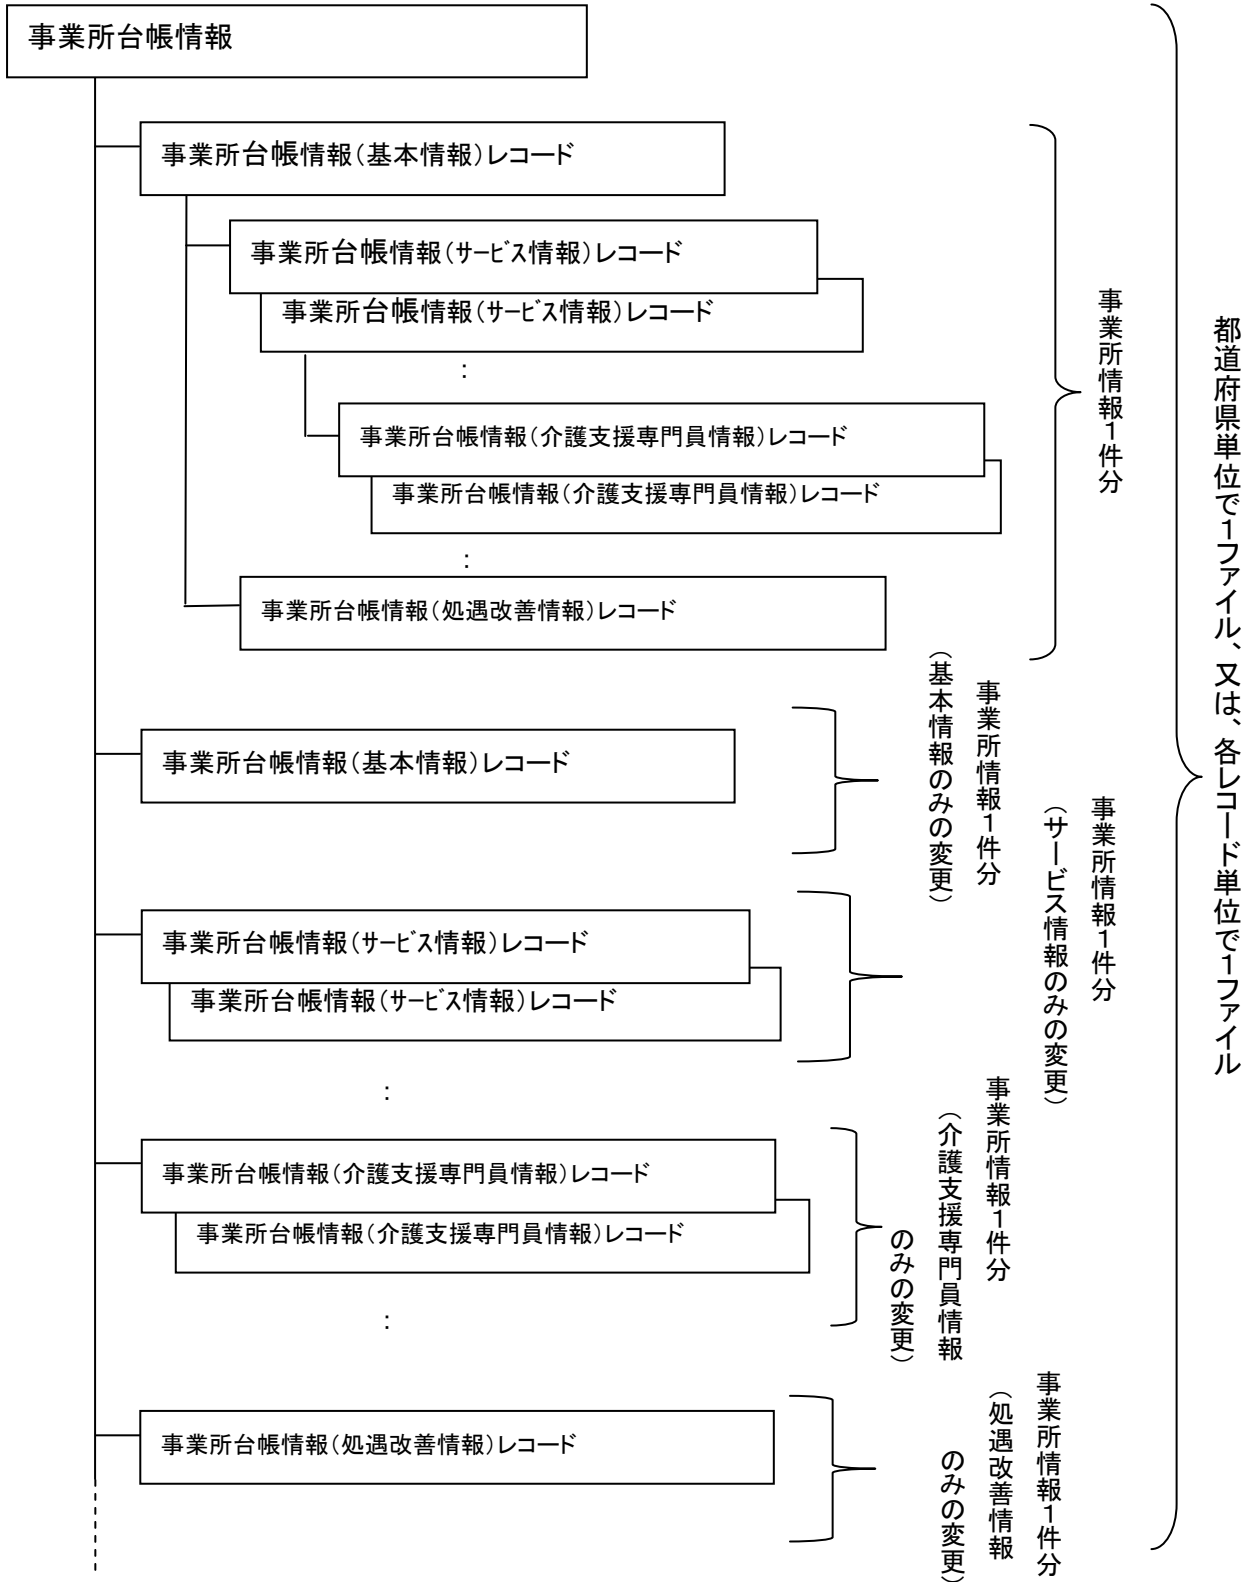 事業所台帳情報
事業所台帳情報(基本情報)レコード
事業所台帳情報(サービス情報)レコード
事業所台帳情報(サービス情報)レコード
:
事業所台帳情報(介護支援専門員情報)レコード
事業所台帳情報(介護支援専門員情報)レコード
:
事業所台帳情報(処遇改善情報)レコード
事業所情報1件分
事業所台帳情報(基本情報)レコード
事業所情報1件分
(基本情報のみの変更)
事業所台帳情報(サービス情報)レコード
事業所台帳情報(サービス情報)レコード
:
事業所情報1件分
(サービス情報のみの変更)
事業所台帳情報(介護支援専門員情報)レコード
事業所台帳情報(介護支援専門員情報)レコード
:
事業所情報1件分
(介護支援専門員情報
のみの変更)
事業所台帳情報(処遇改善情報)レコード
事業所情報1件分
(処遇改善情報
のみの変更)
都道府県単位で1ファイル、又は、各レコード単位で1ファイル